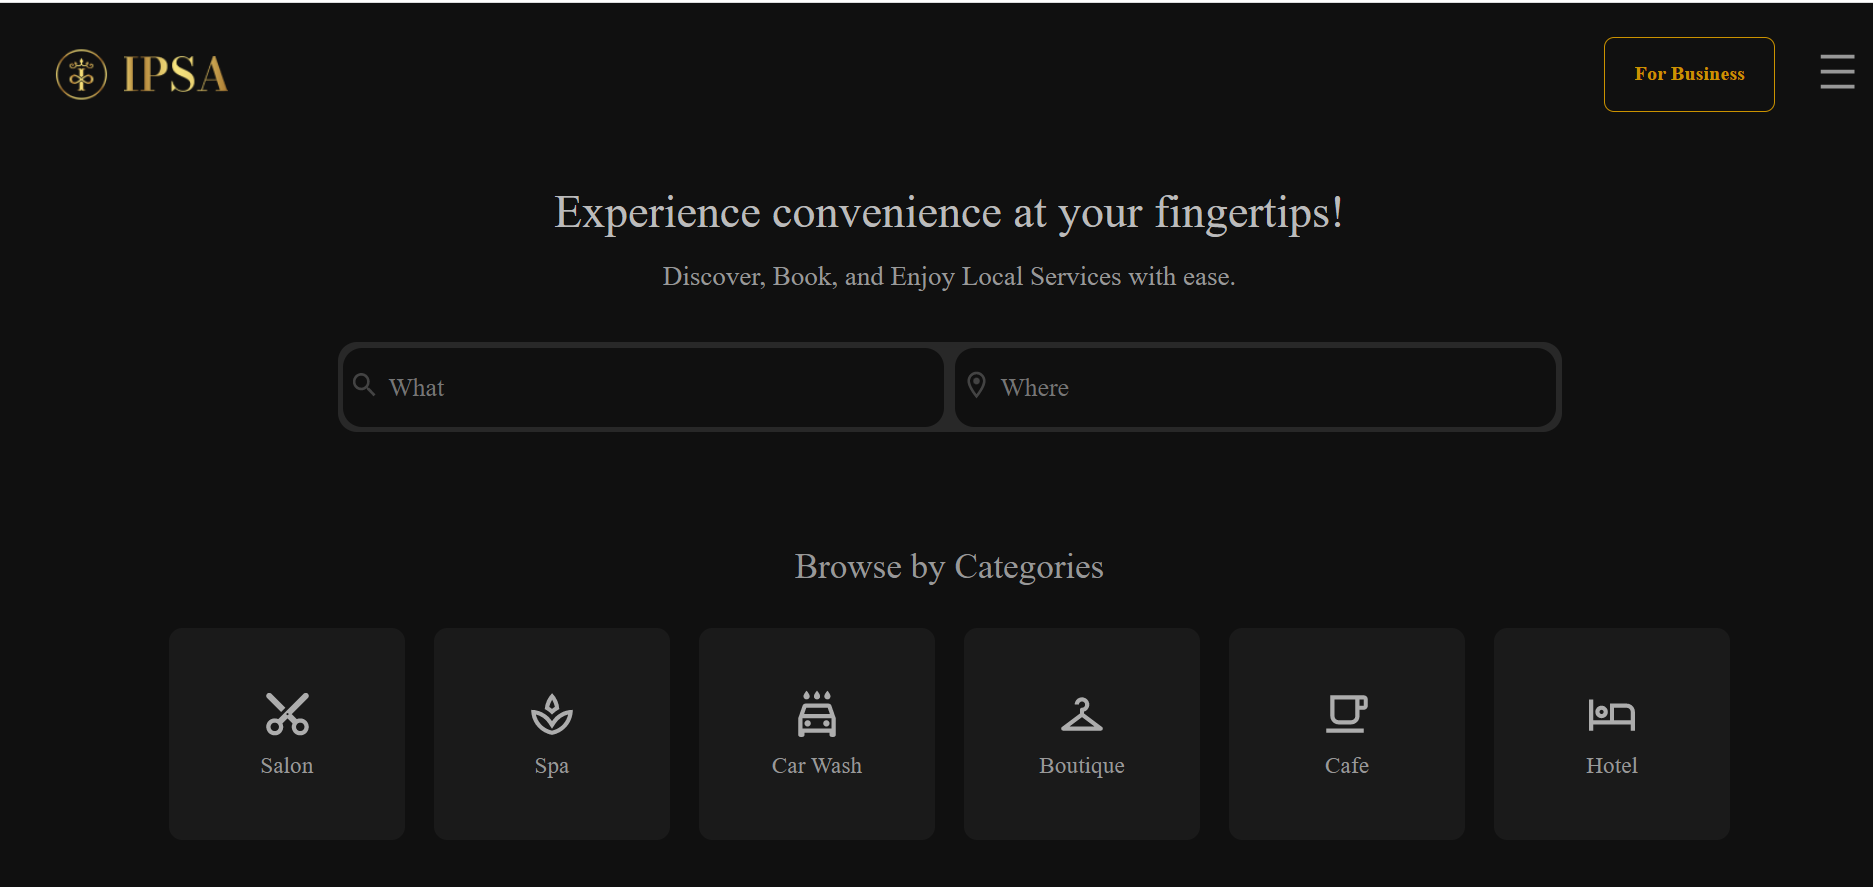 IPSA
For Business
Experience convenience at your fingertips!
Discover, Book, and Enjoy Local Services with ease.
What
Where
Browse by Categories
Salon
Spa
Car Wash
Boutique
Cafe
Hotel